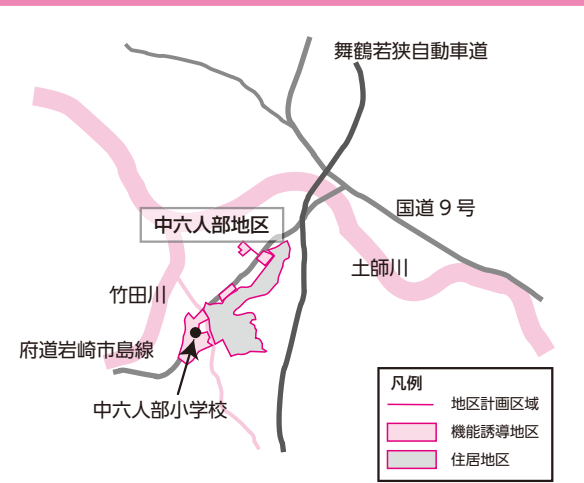 舞鶴若狭自動車道
国道９号
中六人部地区
土師川
竹田川
府道岩崎市島線
中六人部小学校
凡例
地区計画区域
機能誘導地区
住居地区